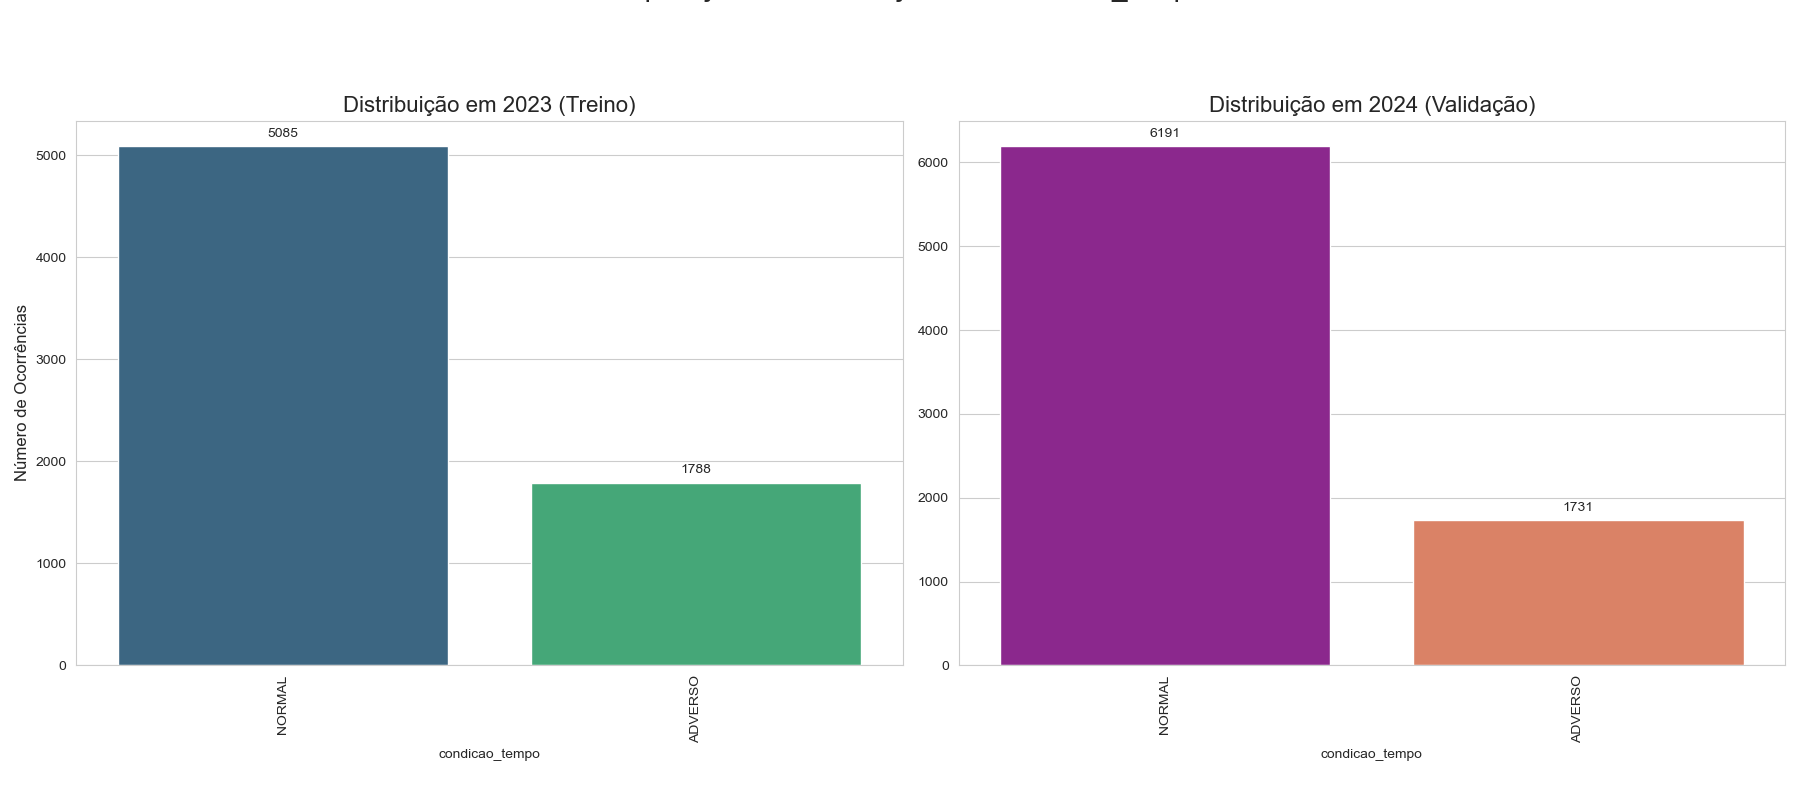 Distribuição em 2023 (Treino)
5085
1788
5000
4000
3000
2000
1000
0
Número de Ocorrências
NORMAL
ADVERSO
condicao_tempo
Distribuição em 2024 (Validação)
6191
1731
6000
5000
4000
3000
2000
1000
0
NORMAL
ADVERSO
condicao_tempo